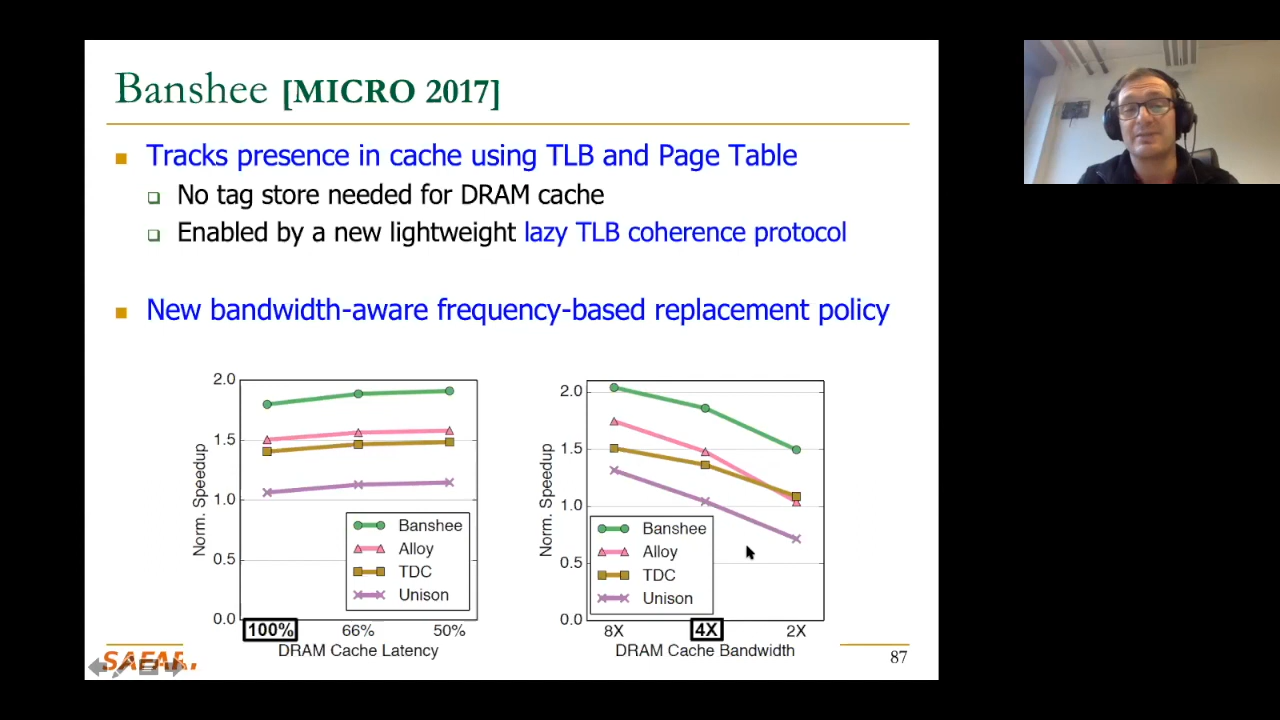 Banshee [MICRO 2017]
Tracks presence in cache using TLB and Page Table
No tag store needed for DRAM cache
Enabled by a new lightweight lazy TLB coherence protocol
New bandwidth-aware frequency-based replacement policy
2.0
1.5
1.0
0.5
0.0
Norm. Speedup
Banshee
Alloy
TDC
Unison
100% 66% 50%
DRAM Cache Latency
2.0
1.5
1.0
0.5
0.0
Norm. Speedup
Banshee
Alloy
TDC
Unison
8X 4X 2X
DRAM Cache Bandwidth
87